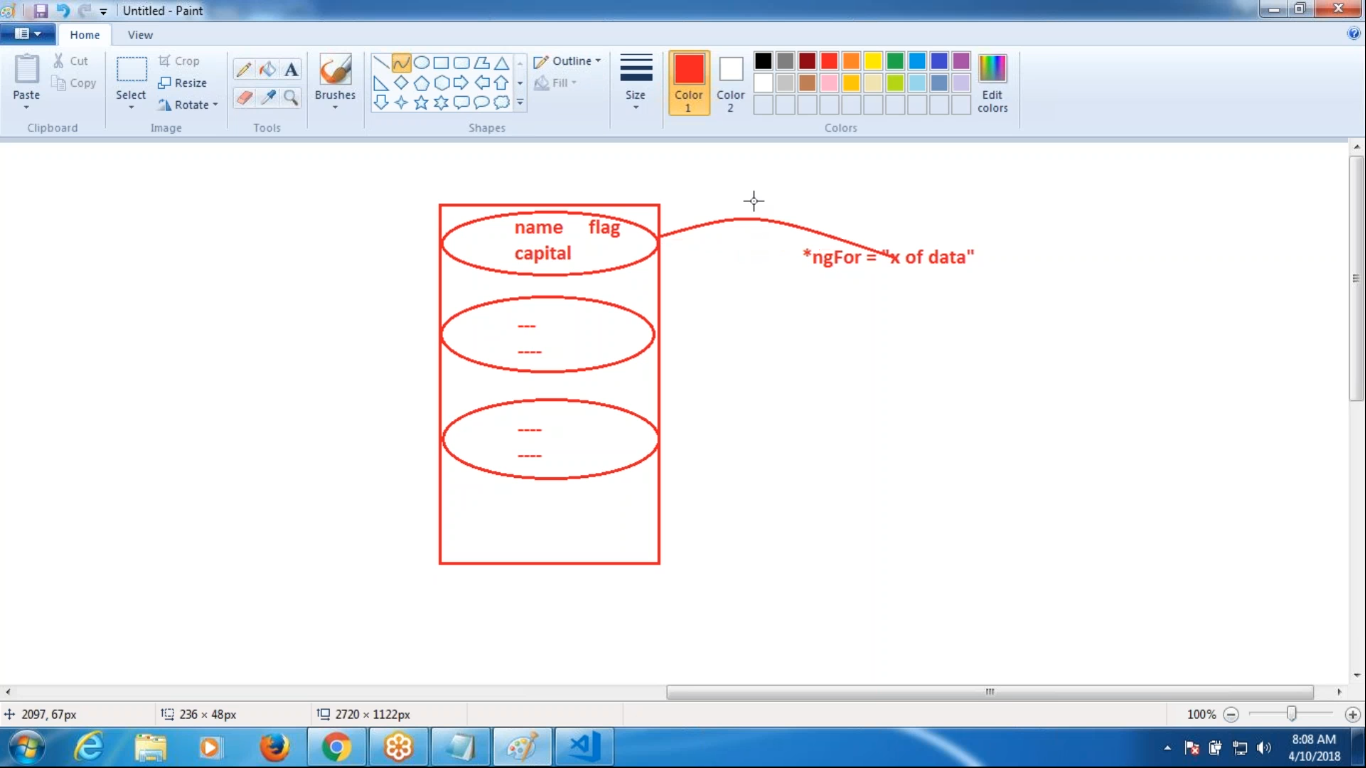 Untitled - Paint
Home View
Cut
Copy
Paste
Clipboard
Crop
Resize
Rotate
Select
Image
Tools
Brushes
Outline
Fill
Shapes
Size
Color 1
Color 2
Edit colors
Colors
name flag
capital
*ngFor = "x of data"
---
----
----
----
2097, 67px
236 × 48px
2720 × 1122px
100%
8:08 AM
4/10/2018